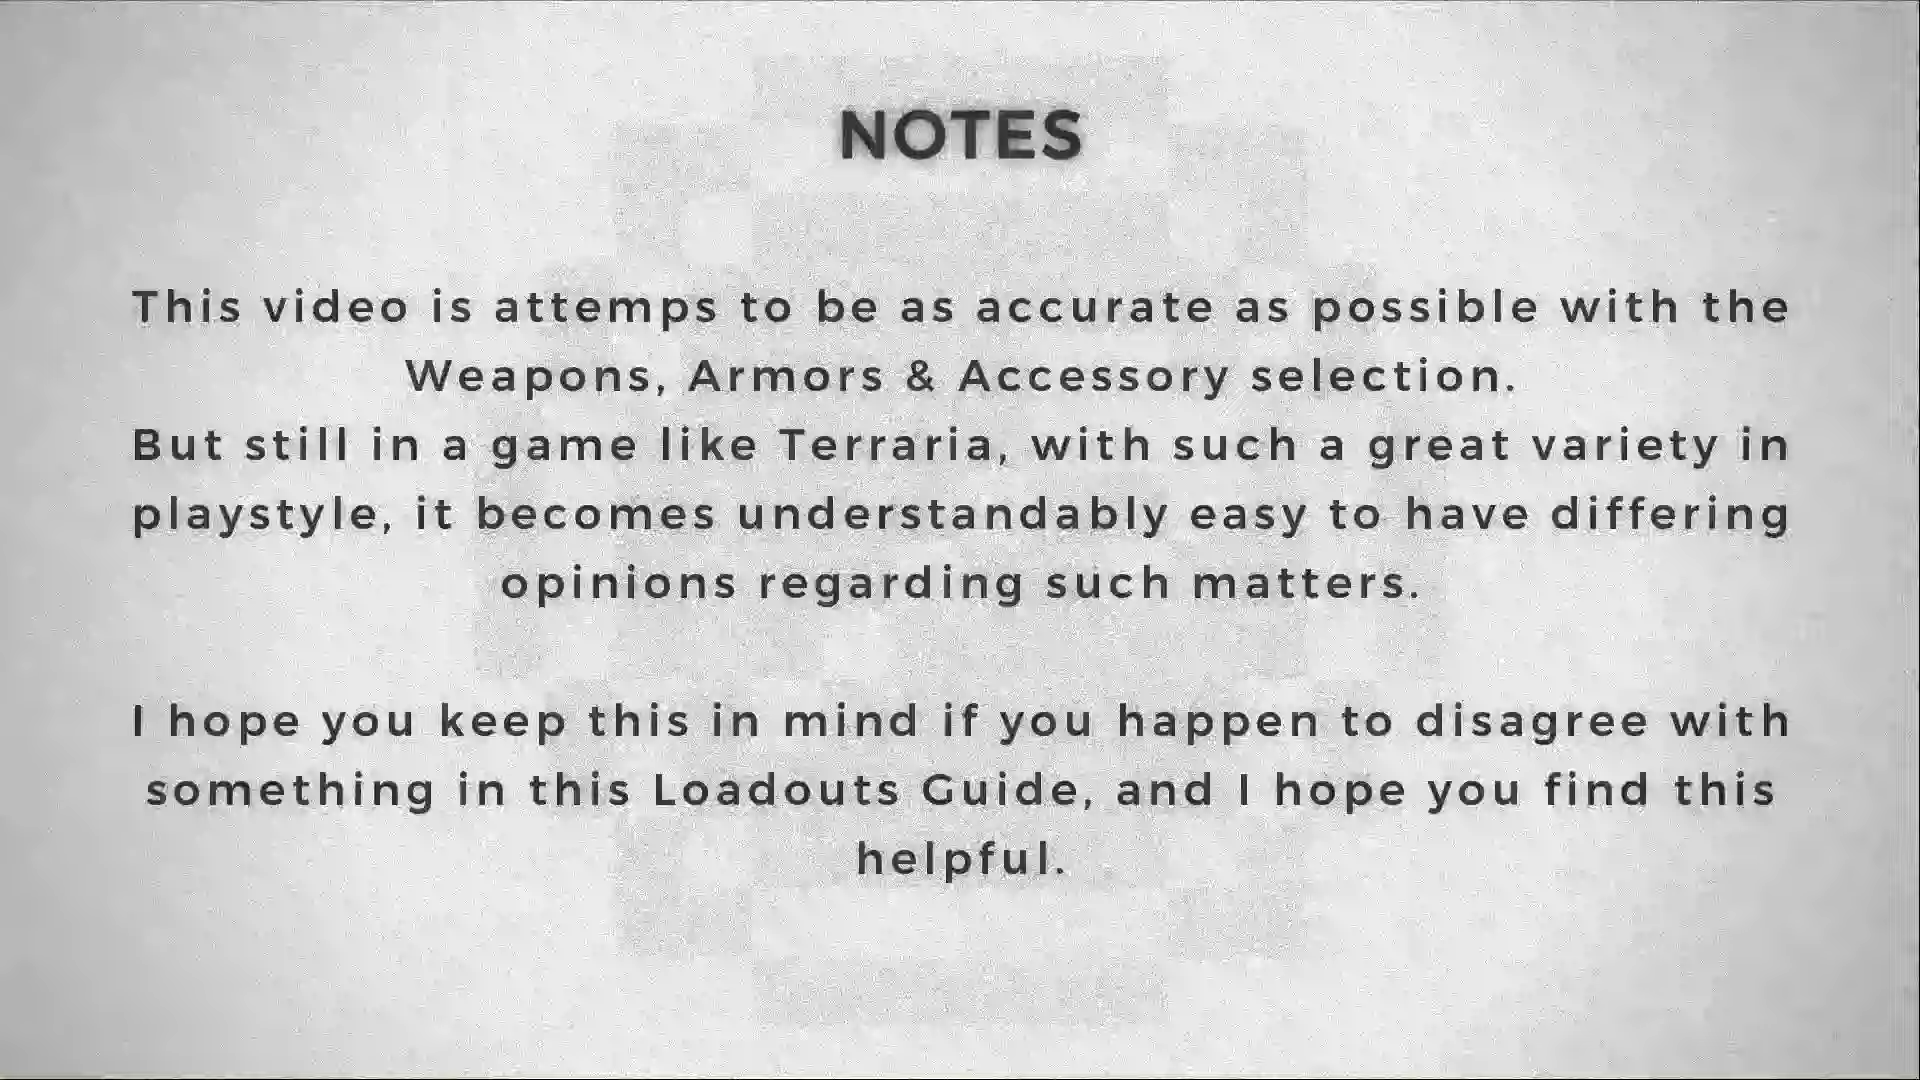 NOTES
This video is attemps to be as accurate as possible with the
Weapons, Armors & Accessory selection.
But still in a game like Terraria, with such a great variety in
playstyle, it becomes understandably easy to have differing
opinions regarding such matters.
I hope you keep this in mind if you happen to disagree with
something in this Loadouts Guide, and I hope you find this
helpful.